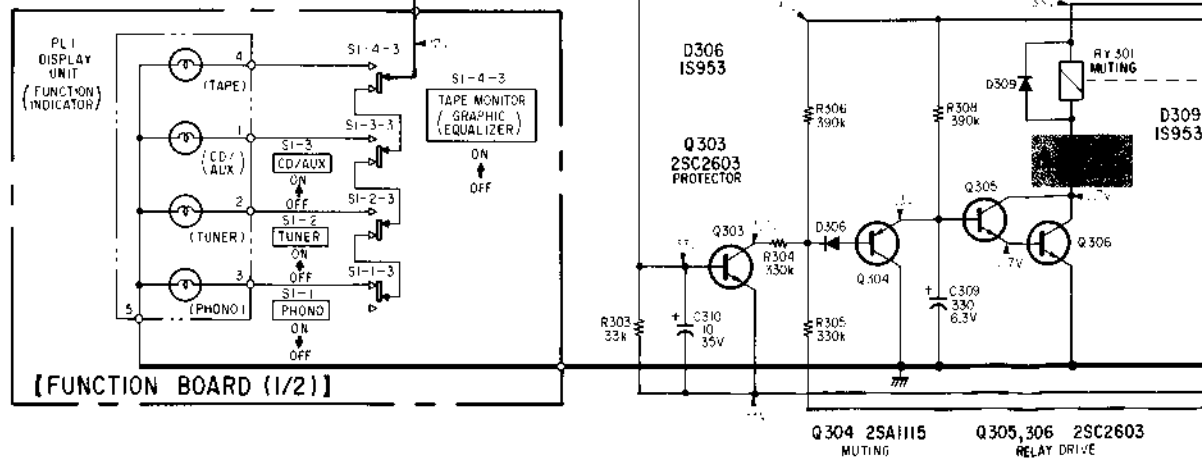 PL1
DISPLAY
UNIT
(FUNCTION
INDICATOR)
4
(TAPE)
1
(CD/
AUX)
2
(TUNER)
3
(PHONO)
5
S1-4-3
S1-3-3
S1-3
CD/AUX
ON
OFF
S1-2-3
S1-2
TUNER
ON
OFF
S1-1-3
S1-1
PHONO
ON
OFF
S1-4-3
TAPE MONITOR
(GRAPHIC
EQUALIZER)
ON
OFF
【FUNCTION BOARD (1/2)】
D306
1S953
Q303
2SC2603
PROTECTOR
R303
33k
+ C310
10
35V
Q303
R304
330k
R306
390k
D306
R305
330k
Q304
R308
390k
+ C309
330
6.3V
Q305
.7V
Q306
D309
RY301
MUTING
D309
1S953
Q304 2SA1115
MUTING
Q305,306 2SC2603
RELAY DRIVE